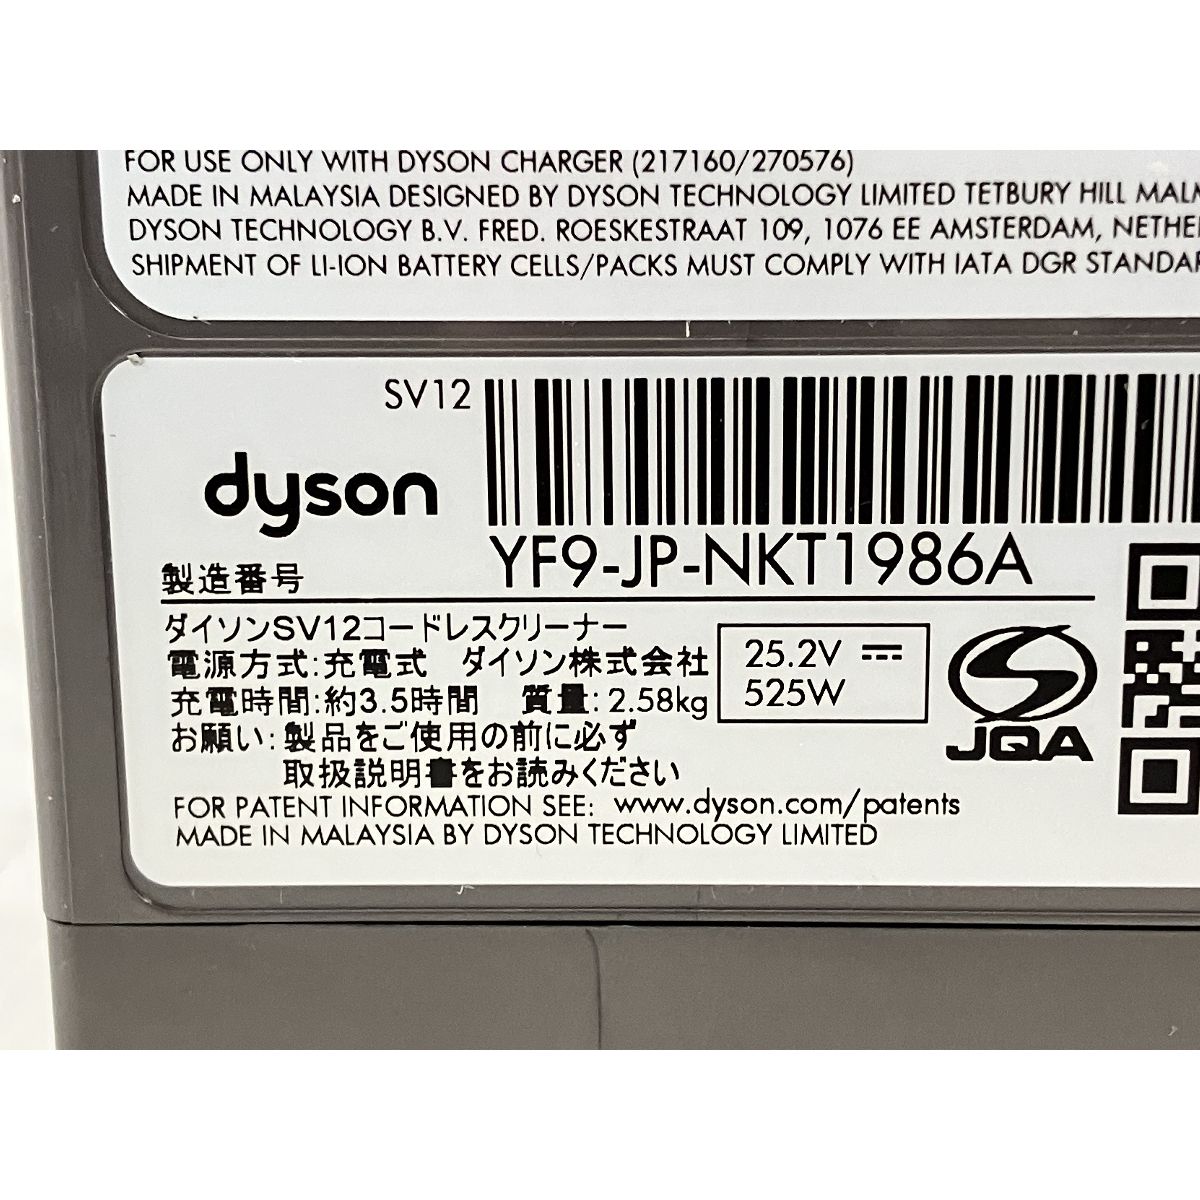 FOR USE ONLY WITH DYSON CHARGER (217160/270576)
MADE IN MALAYSIA DESIGNED BY DYSON TECHNOLOGY LIMITED TETBURY HILL
DYSON TECHNOLOGY B.V. FRED. ROESKESTRAAT 109, 1076 EE AMSTERDAM,
SHIPMENT OF LI-ION BATTERY CELLS/PACKS MUST COMPLY WITH IATA DGR
SV12
dyson
製造番号 YF9-JP-NKT1986A
ダイソンSV12コードレスクリーナー
電源方式:充電式 ダイソン株式会社
充電時間:約3.5時間 質量:2.58kg
25.2V ⎓
525W
JQA
お願い:製品をご使用の前に必ず
取扱説明書をお読みください
FOR PATENT INFORMATION SEE: www.dyson.com/patents
MADE IN MALAYSIA BY DYSON TECHNOLOGY LIMITED